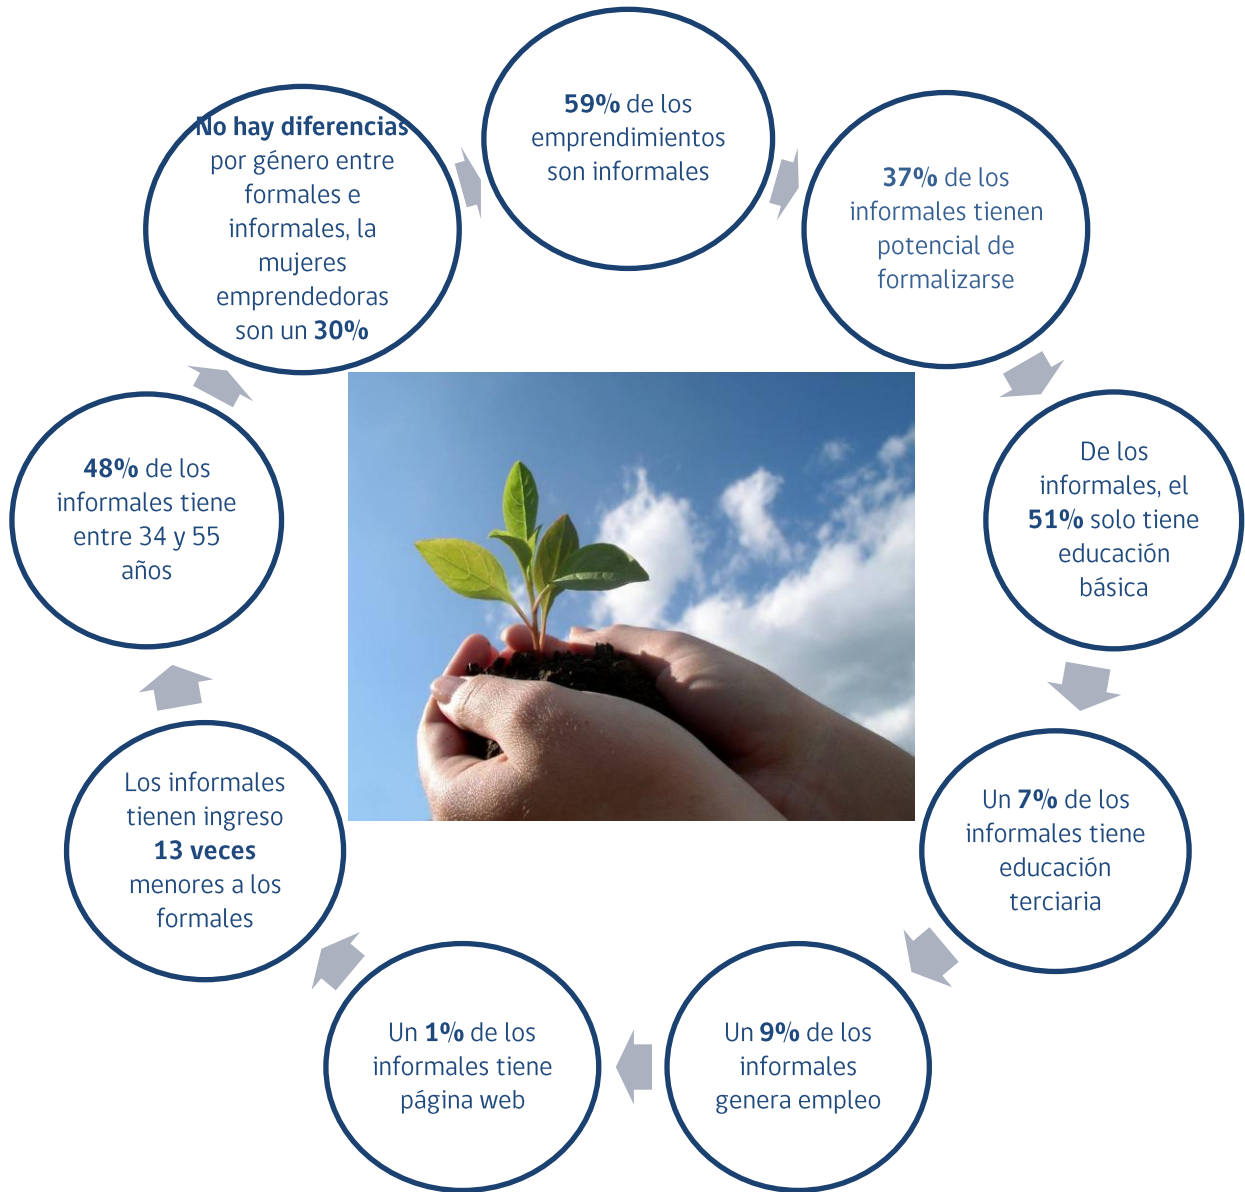 59% de los
emprendimientos
son informales
37% de los
informales tienen
potencial de
formalizarse
De los
informales, el
51% solo tiene
educación
básica
Un 7% de los
informales tiene
educación
terciaria
Un 9% de los
informales
genera empleo
Un 1% de los
informales tiene
página web
Los informales
tienen ingreso
13 veces
menores a los
formales
48% de los
informales tiene
entre 34 y 55
años
No hay diferencias
por género entre
formales e
informales, la
mujeres
emprendedoras
son un 30%